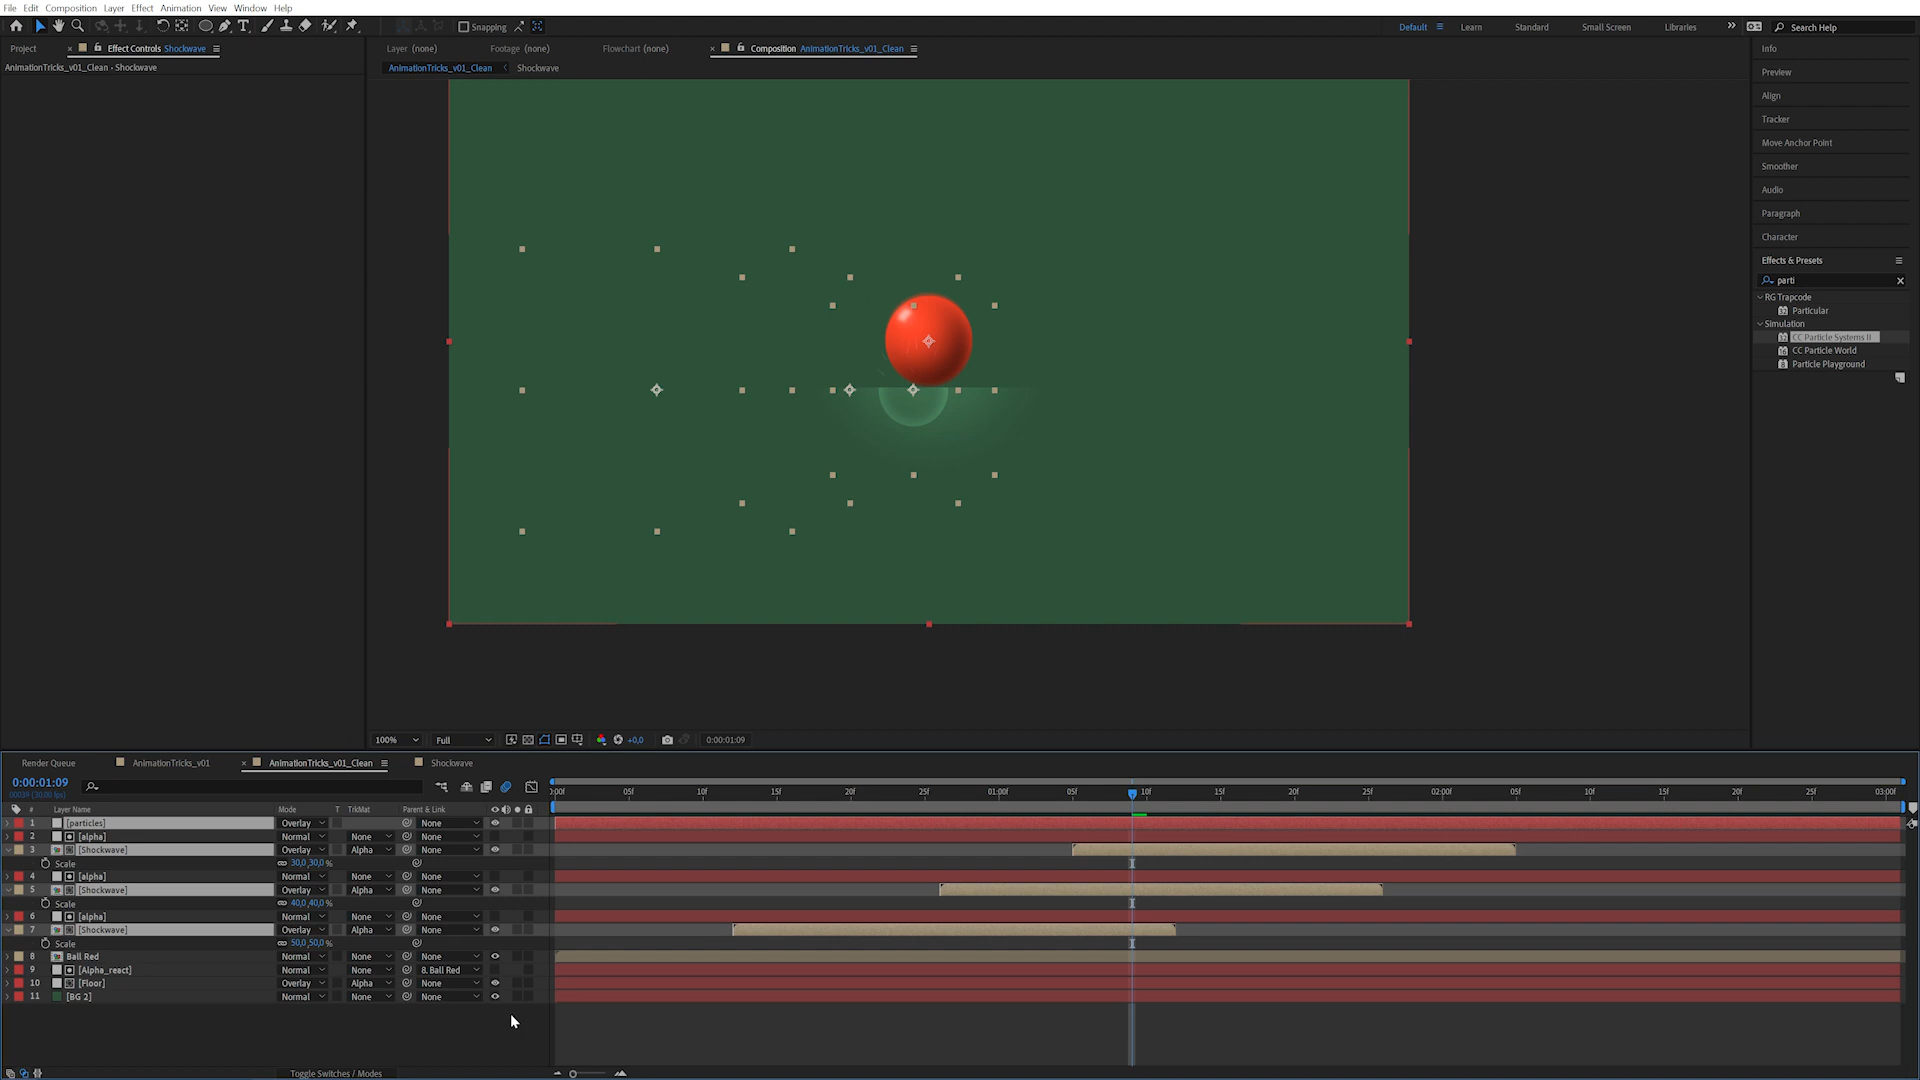 File Edit Composition Layer Effect Animation View Window Help
Snapping
Default Learn Standard Small Screen Libraries Search Help
Project Effect Controls Shockwave
AnimationTricks_v01_Clean • Shockwave
Layer (none) Footage (none) Flowchart (none) Composition AnimationTricks_v01_Clean
AnimationTricks_v01_Clean Shockwave
Info
Preview
Align
Tracker
Move Anchor Point
Smoother
Audio
Paragraph
Character
Effects & Presets
parti
RG Trapcode
Particular
Simulation
CC Particle Systems II
CC Particle World
Particle Playground
100% Full +0,0 0:00:01:09
Render Queue AnimationTricks_v01 AnimationTricks_v01_Clean Shockwave
0:00:01:09
00039 (30.00 fps)
0:00f 05f 10f 15f 20f 25f 01:00f 05f 10f 15f 20f 25f 02:00f 05f 10f 15f 20f 25f 03:00f
# Layer Name Mode T TrkMat Parent & Link
1 [particles] Overlay None
2 [alpha] Normal None None
3 [Shockwave] Overlay Alpha None
Scale 30,0,30,0 %
4 [alpha] Normal None None
5 [Shockwave] Overlay Alpha None
Scale 40,0,40,0 %
6 [alpha] Normal None None
7 [Shockwave] Overlay Alpha None
Scale 50,0,50,0 %
8 Ball Red Normal None None
9 [Alpha_react] Normal None 8. Ball Red
10 [Floor] Overlay Alpha None
11 [BG 2] Normal None None
Toggle Switches / Modes